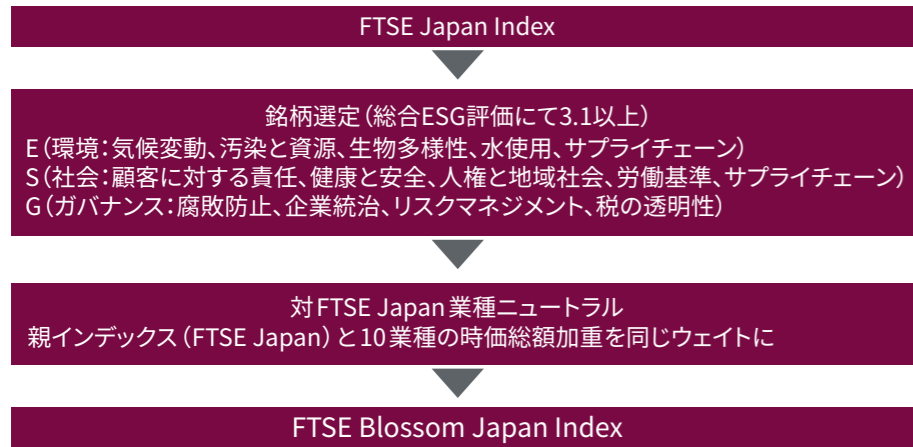 FTSE Japan Index
銘柄選定(総合ESG評価にて3.1以上)
E(環境:気候変動、汚染と資源、生物多様性、水使用、サプライチェーン)
S(社会:顧客に対する責任、健康と安全、人権と地域社会、労働基準、サプライチェーン)
G(ガバナンス:腐敗防止、企業統治、リスクマネジメント、税の透明性)
対FTSE Japan業種ニュートラル
親インデックス(FTSE Japan)と10業種の時価総額加重を同じウェイトに
FTSE Blossom Japan Index